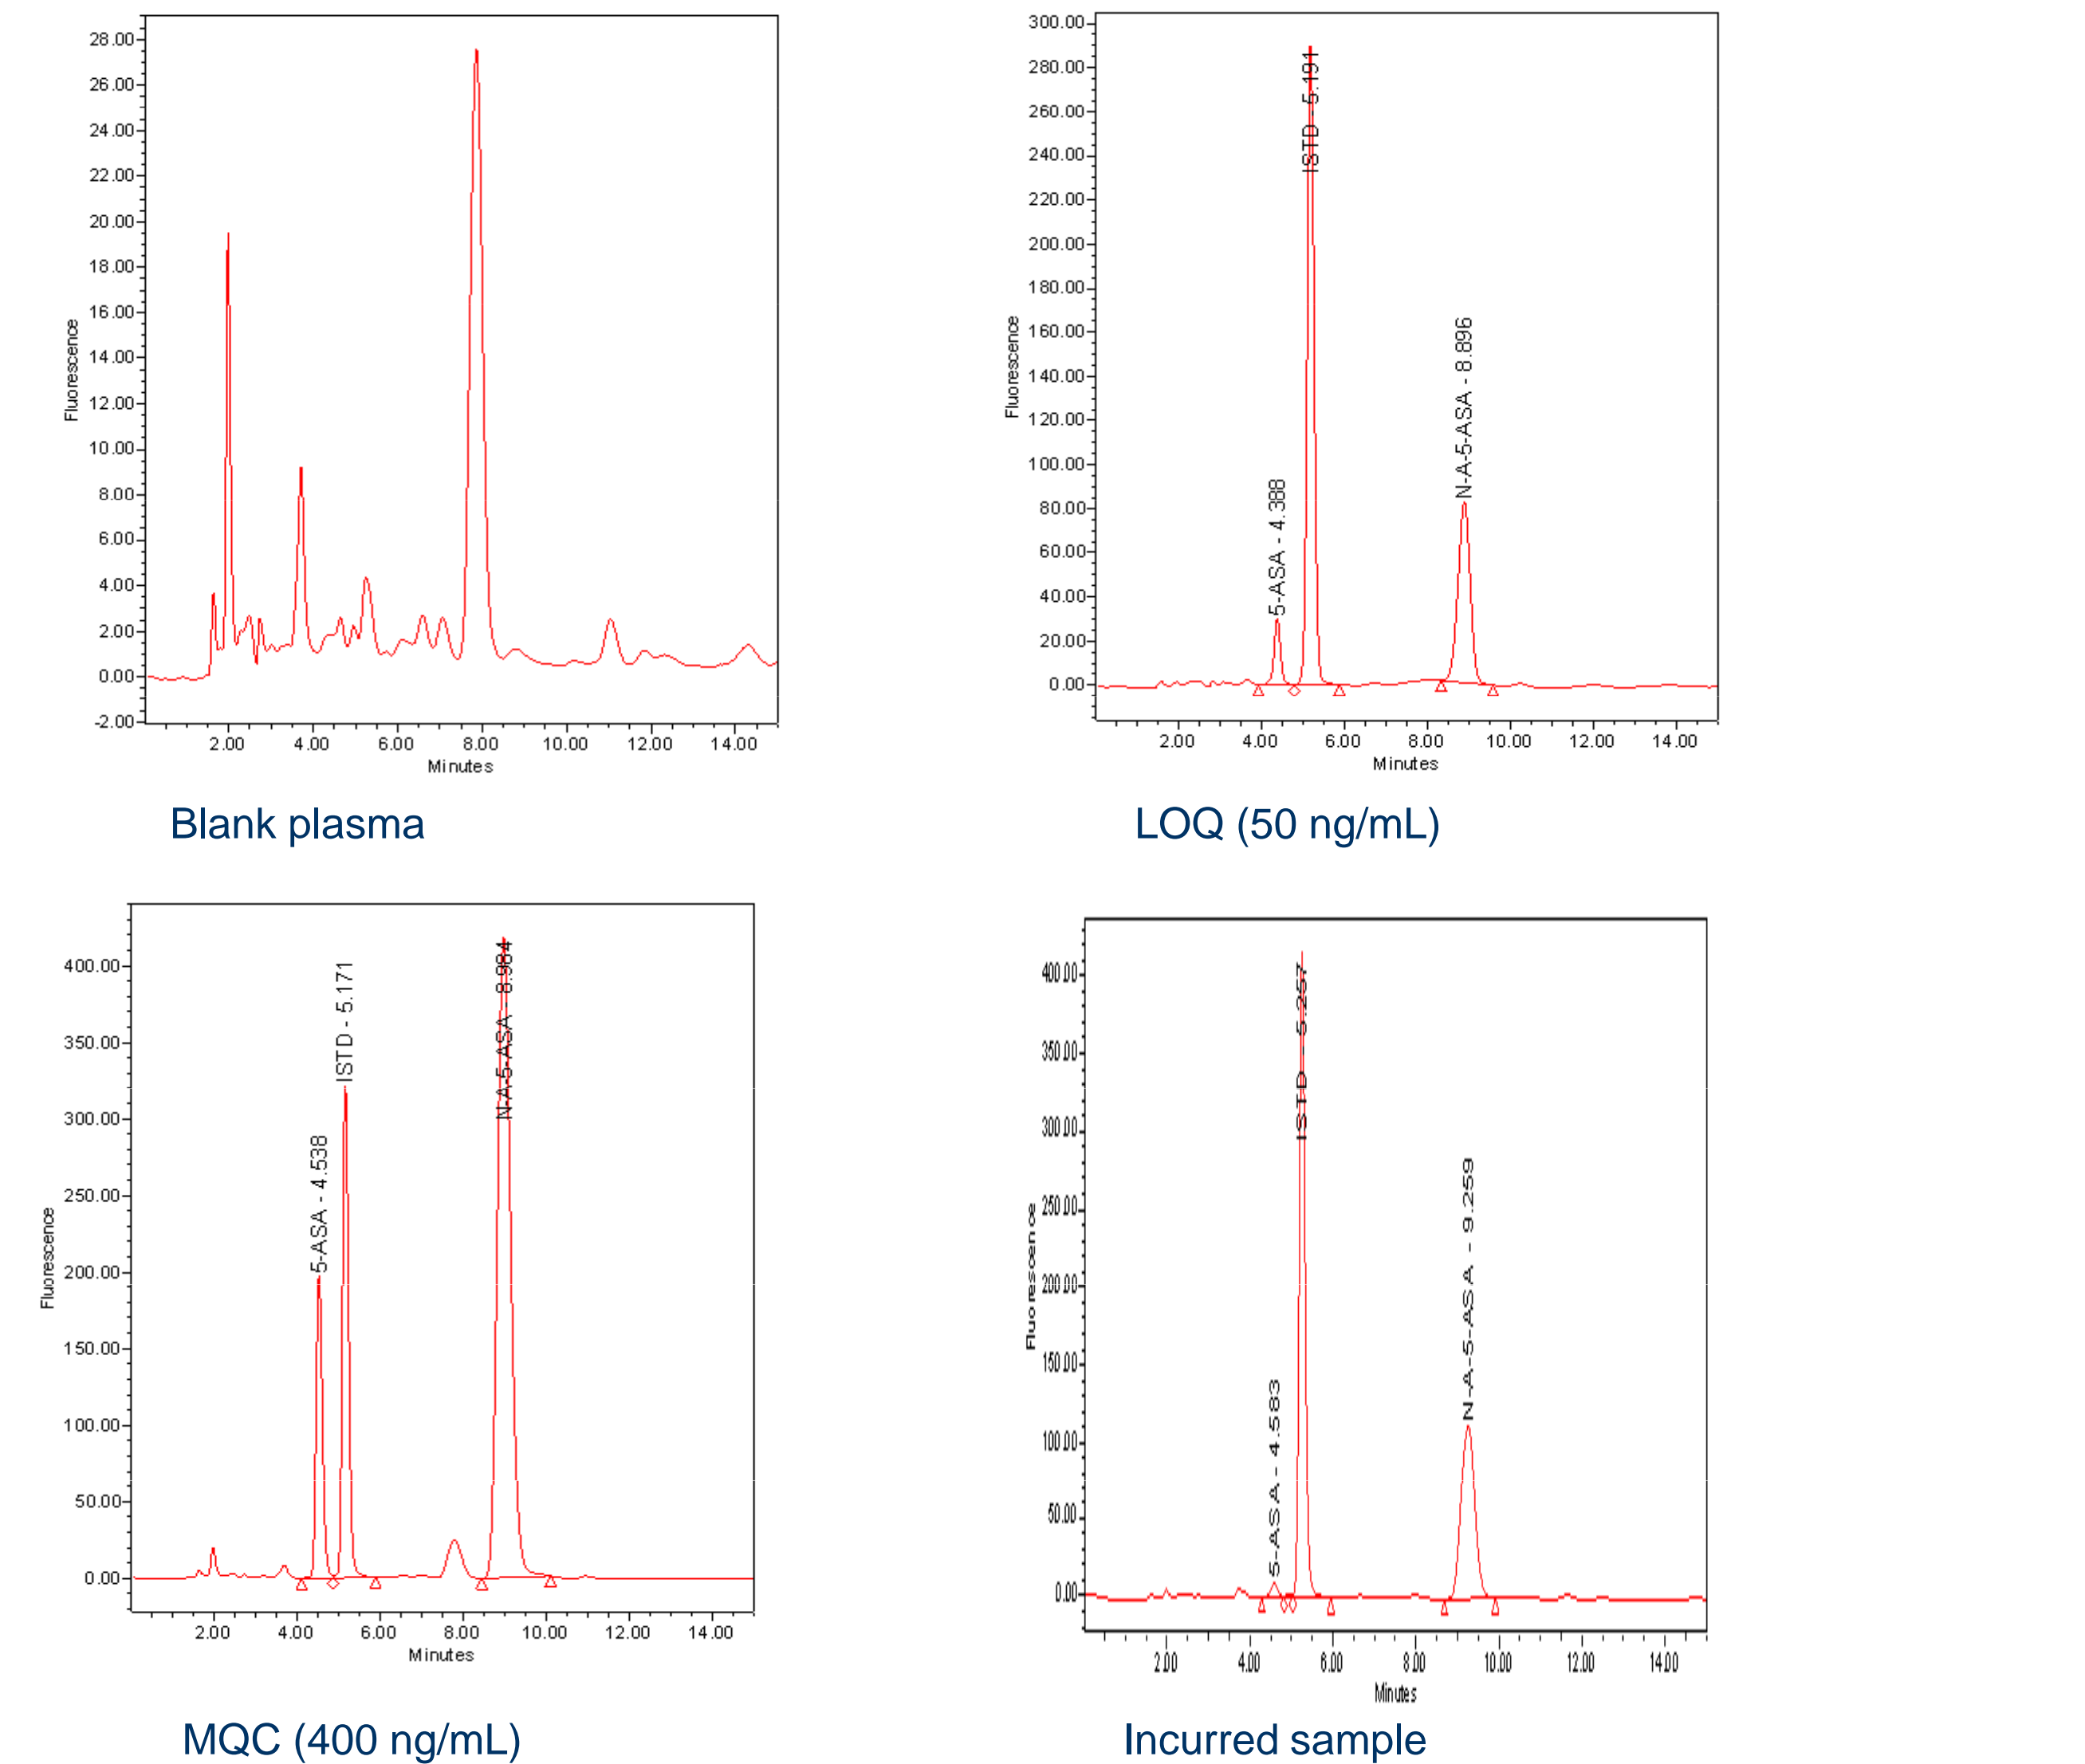 28.00
26.00
24.00
22.00
20.00
18.00
16.00
14.00
12.00
10.00
8.00
6.00
4.00
2.00
0.00
-2.00
Fluorescence
2.00 4.00 6.00 8.00 10.00 12.00 14.00
Minutes
Blank plasma
300.00
280.00
260.00
240.00
220.00
200.00
180.00
160.00
140.00
120.00
100.00
80.00
60.00
40.00
20.00
0.00
Fluorescence
5-ASA - 4.388
ISTD - 5.191
N-A-5-ASA - 8.896
2.00 4.00 6.00 8.00 10.00 12.00 14.00
Minutes
LOQ (50 ng/mL)
400.00
350.00
300.00
250.00
200.00
150.00
100.00
50.00
0.00
Fluorescence
5-ASA - 4.538
ISTD - 5.171
N-A-5-ASA - 8.984
2.00 4.00 6.00 8.00 10.00 12.00 14.00
Minutes
MQC (400 ng/mL)
400.00
350.00
300.00
250.00
200.00
150.00
100.00
50.00
0.00
Fluorescence
5-ASA - 4.583
ISTD - 5.257
N-A-5-ASA - 9.259
2.00 4.00 6.00 8.00 10.00 12.00 14.00
Minutes
Incurred sample